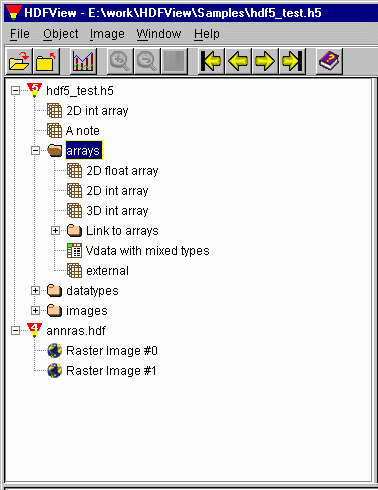 HDFView - E:\work\HDFView\Samples\hdf5_test.h5
File Object Image Window Help
5 hdf5_test.h5
2D int array
A note
arrays
2D float array
2D int array
3D int array
Link to arrays
Vdata with mixed types
external
datatypes
images
4 annras.hdf
Raster Image #0
Raster Image #1